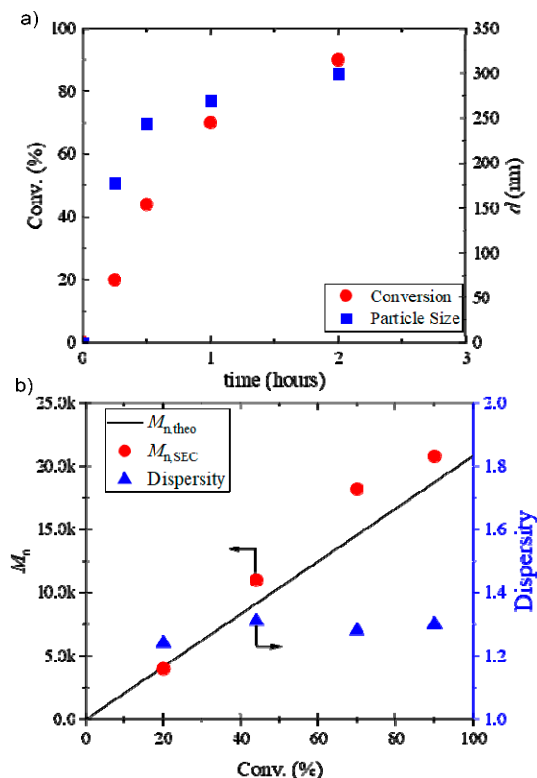 a)
100
80
60
40
20
0
Conv. (%)
350
300
250
200
150
100
50
0
d (nm)
Conversion
Particle Size
0
1
2
3
time (hours)
b)
25.0k
20.0k
15.0k
10.0k
5.0k
0.0
Mn
Mn,theo
Mn,SEC
Dispersity
2.0
1.8
1.6
1.4
1.2
1.0
Dispersity
0
20
40
60
80
100
Conv. (%)